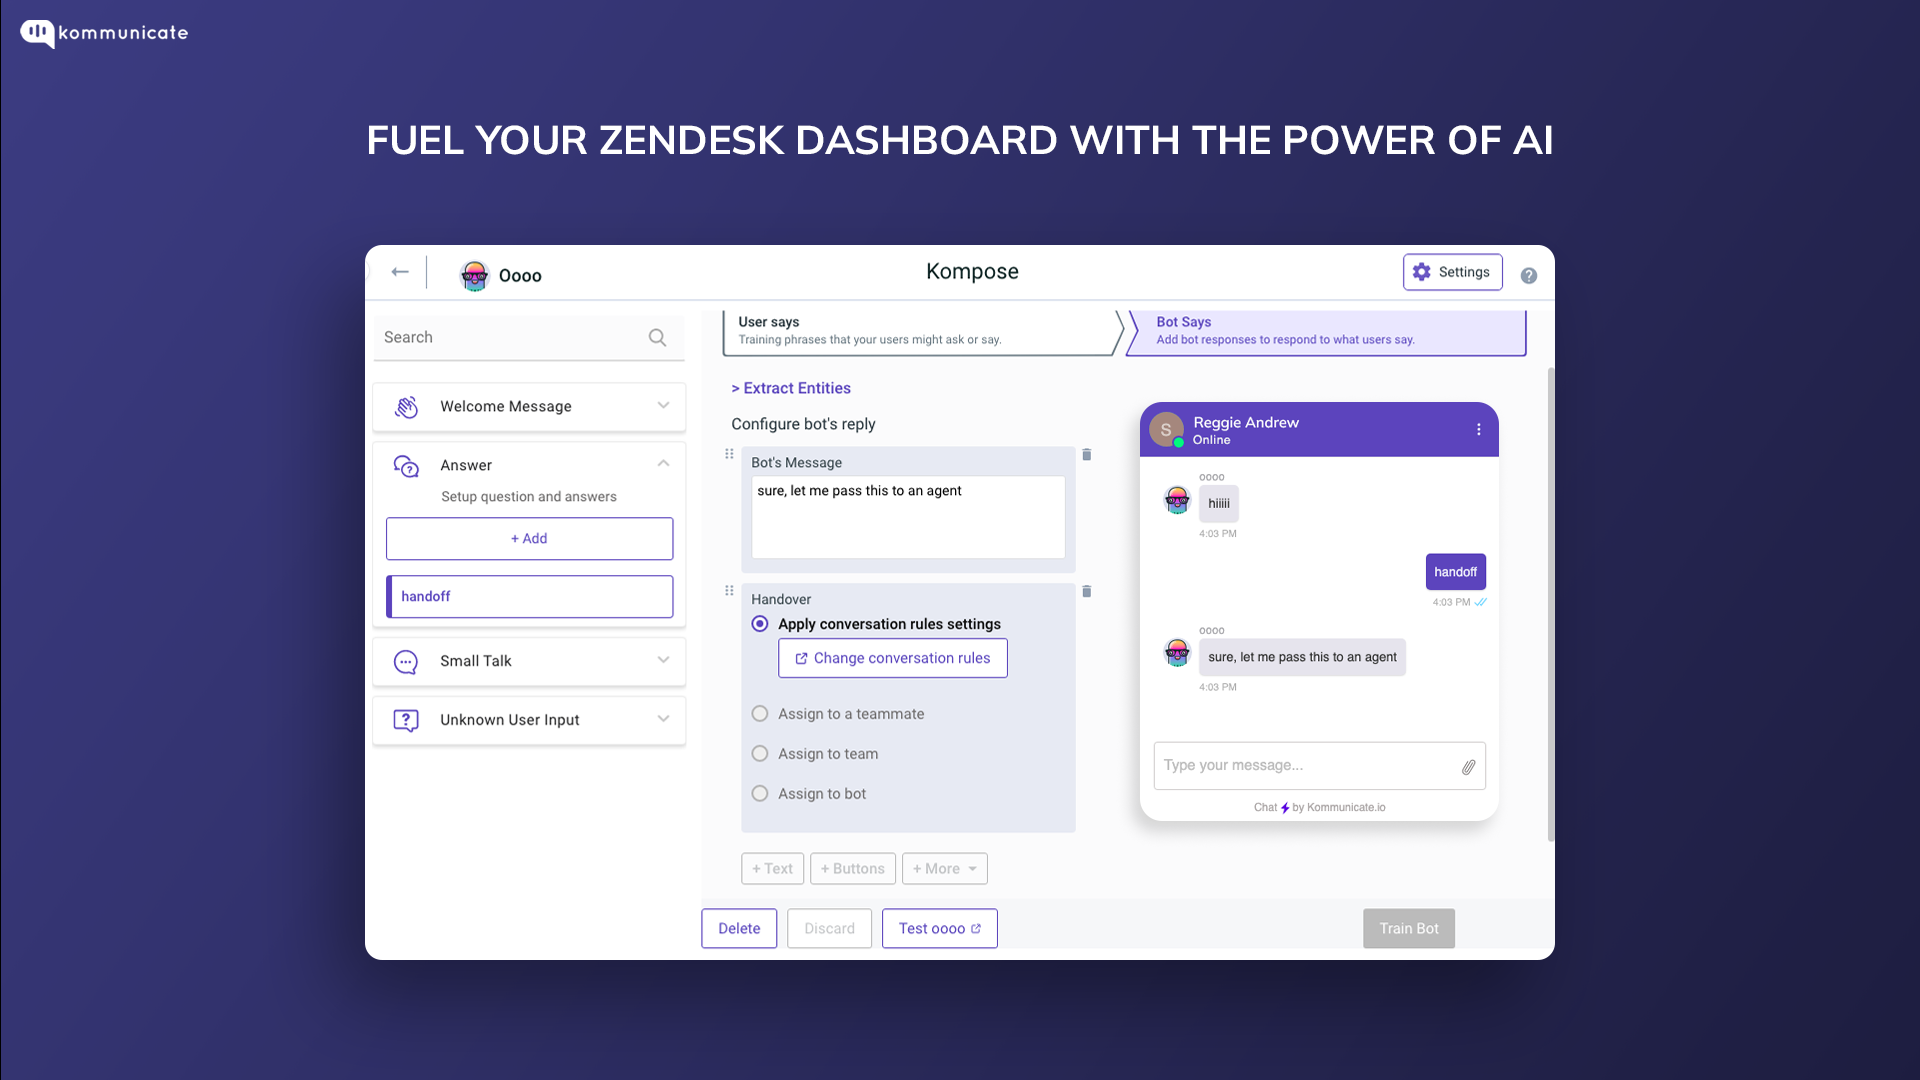 kommunicate
FUEL YOUR ZENDESK DASHBOARD WITH THE POWER OF AI
Oooo
Kompose
Settings
?
Search
User says
Training phrases that your users might ask or say.
Bot Says
Add bot responses to respond to what users say.
Welcome Message
> Extract Entities
Configure bot's reply
Answer
Setup question and answers
+ Add
handoff
Small Talk
Unknown User Input
Bot's Message
sure, let me pass this to an agent
Handover
Apply conversation rules settings
Change conversation rules
Assign to a teammate
Assign to team
Assign to bot
+ Text
+ Buttons
+ More
S
Reggie Andrew
Online
oooo
hiiiii
4:03 PM
handoff
4:03 PM
oooo
sure, let me pass this to an agent
4:03 PM
Type your message...
Chat by Kommunicate.io
Delete
Discard
Test oooo
Train Bot